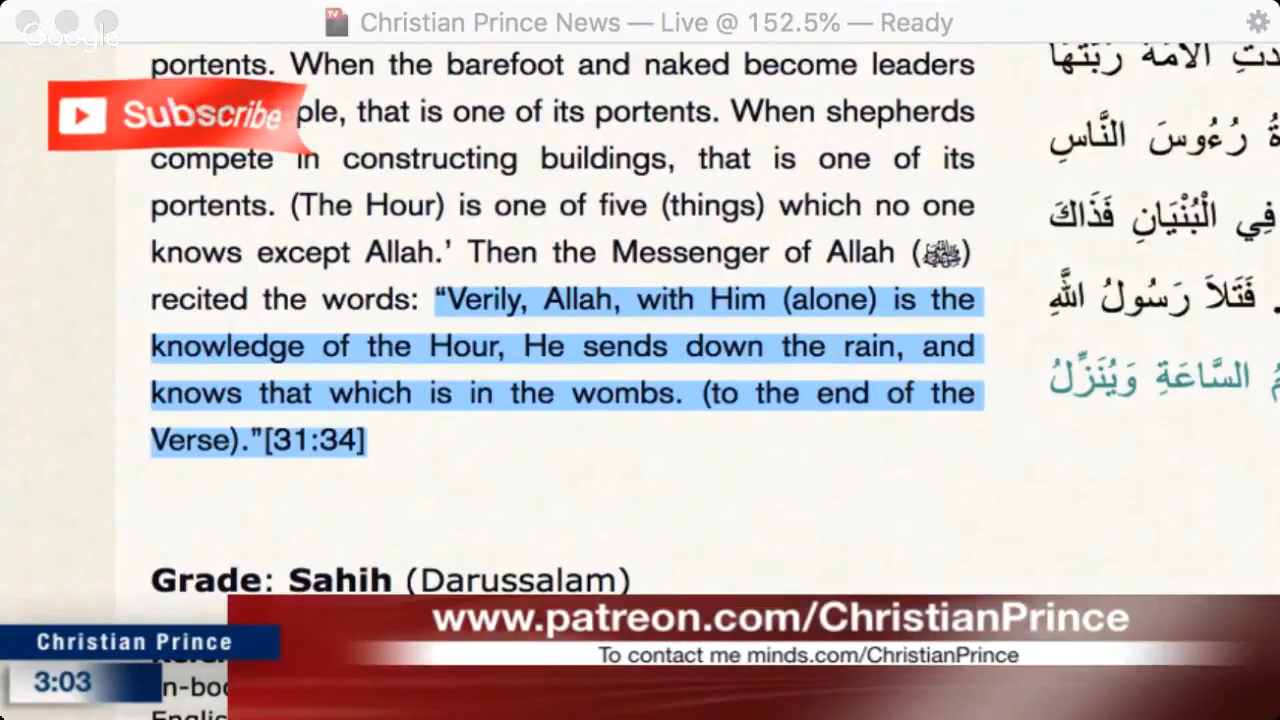 Christian Prince News — Live @ 152.5% — Ready
Google
portents. When the barefoot and naked become leaders
Subscribe
ple, that is one of its portents. When shepherds
compete in constructing buildings, that is one of its
portents. (The Hour) is one of five (things) which no one
knows except Allah.’ Then the Messenger of Allah (ﷺ)
recited the words: “Verily, Allah, with Him (alone) is the
knowledge of the Hour, He sends down the rain, and
knows that which is in the wombs. (to the end of the
Verse).”[31:34]
Grade: Sahih (Darussalam)
رُءُوسَ النَّاسِ
فِي الْبُنْيَانِ فَذَاكَ
فَتَلاَ رَسُولُ اللَّهِ
السَّاعَةِ وَيُنَزِّلُ
www.patreon.com/ChristianPrince
To contact me minds.com/ChristianPrince
Christian Prince
3:03